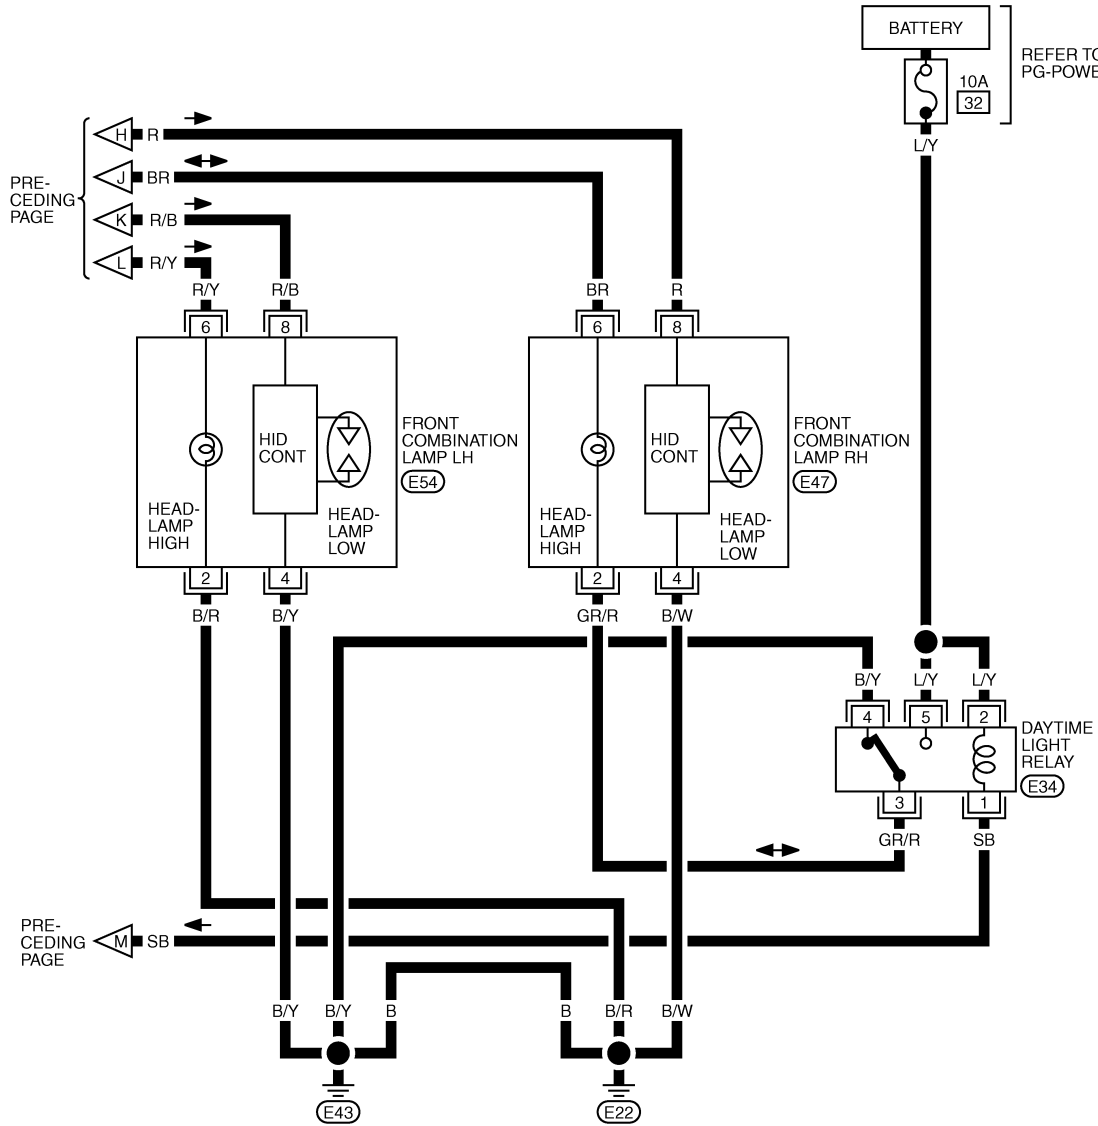 BATTERY
REFER TO
PG-POWE
10A
32
L/Y
H R
J BR
K R/B
L R/Y
PRE-
CEDING
PAGE
R/Y R/B BR R
6 8 6 8
HID
CONT
HEAD-
LAMP
HIGH
HEAD-
LAMP
LOW
FRONT
COMBINATION
LAMP LH
E54
HID
CONT
HEAD-
LAMP
HIGH
HEAD-
LAMP
LOW
FRONT
COMBINATION
LAMP RH
E47
2 4 2 4
B/R B/Y GR/R B/W
B/Y L/Y L/Y
4 5 2
DAYTIME
LIGHT
RELAY
E34
3 1
GR/R SB
PRE-
CEDING
PAGE
M SB
B/Y B/Y B B B/R B/W
E43 E22